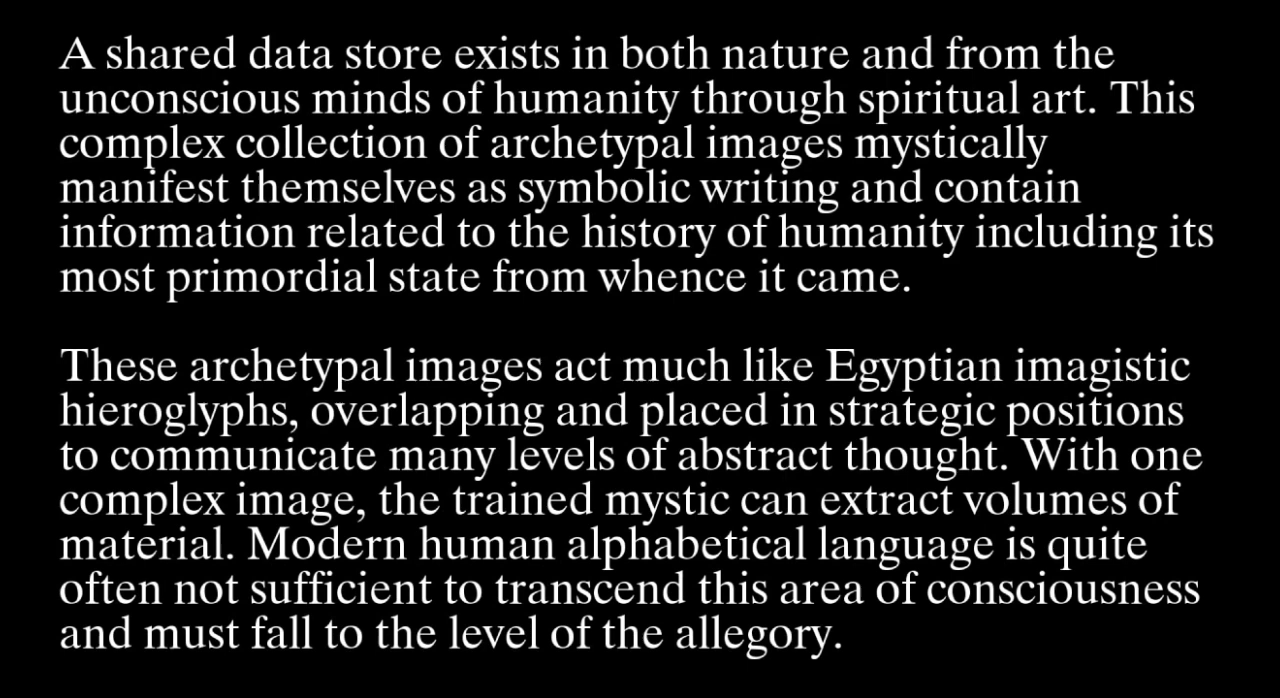 A shared data store exists in both nature and from the
unconscious minds of humanity through spiritual art. This
complex collection of archetypal images mystically
manifest themselves as symbolic writing and contain
information related to the history of humanity including its
most primordial state from whence it came.
These archetypal images act much like Egyptian imagistic
hieroglyphs, overlapping and placed in strategic positions
to communicate many levels of abstract thought. With one
complex image, the trained mystic can extract volumes of
material. Modern human alphabetical language is quite
often not sufficient to transcend this area of consciousness
and must fall to the level of the allegory.